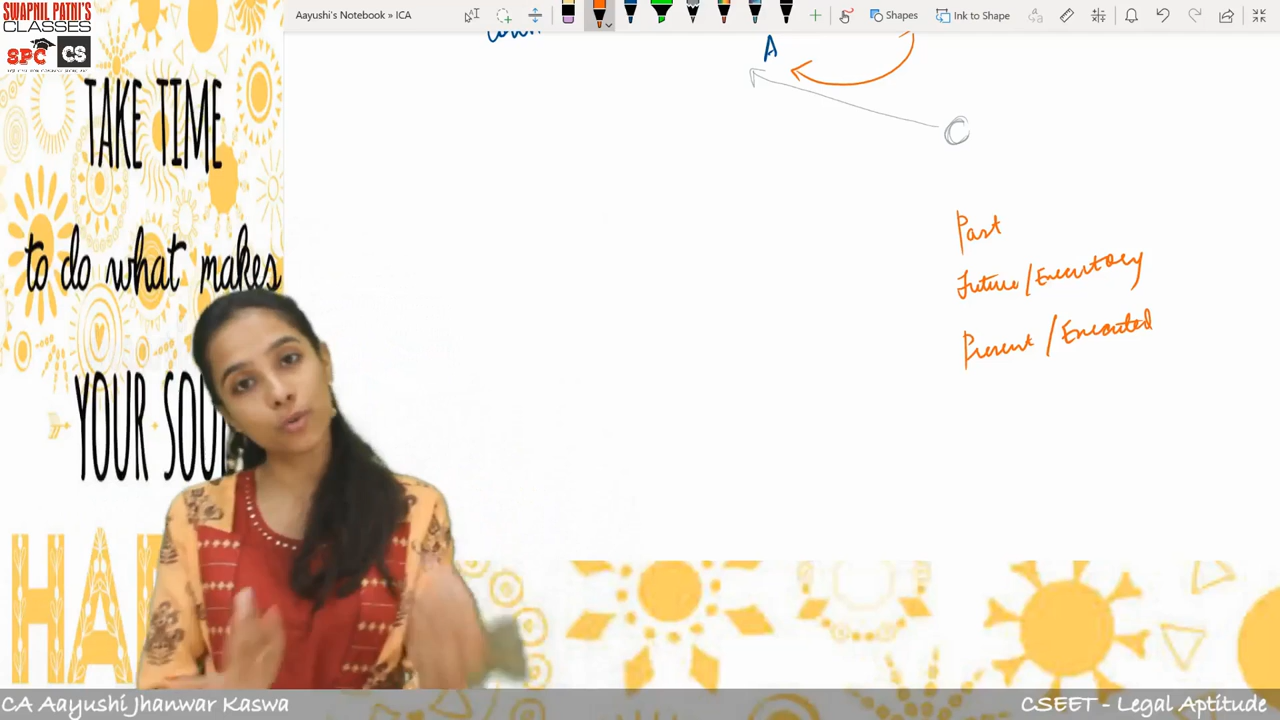 SWAPNIL PATNI'S
CLASSES
SPC CS
Aayushi's Notebook » ICA
Shapes
Ink to Shape
TAKE TIME
to do what makes
YOUR SOUL
HA
A
C
Past
Future/Executory
Present/Executed
CA Aayushi Jhanwar Kaswa
CSEET - Legal Aptitude